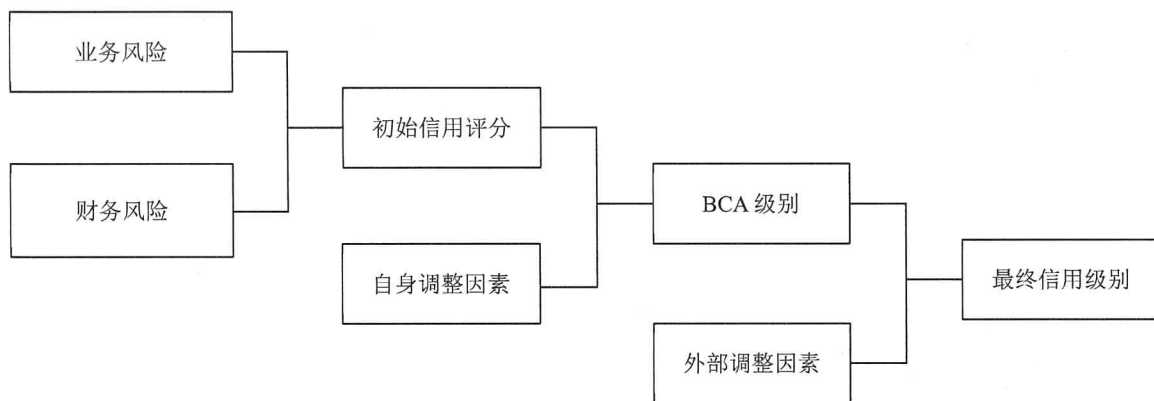 业务风险
初始信用评分
财务风险
BCA 级别
自身调整因素
最终信用级别
外部调整因素